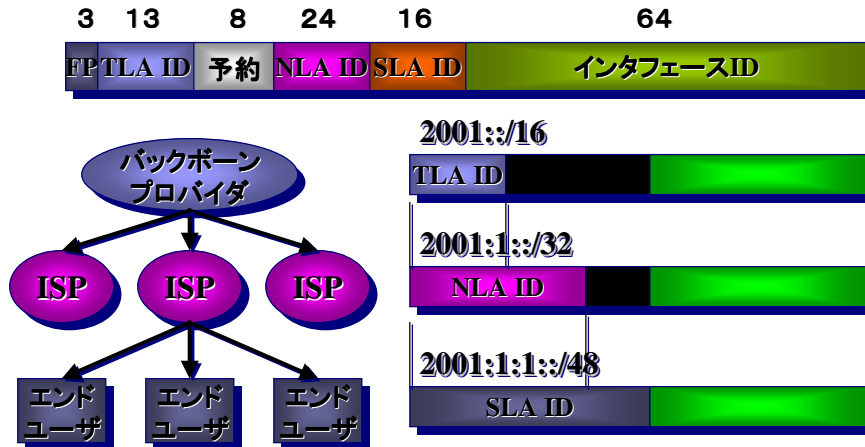 3 13 8 24 16 64
FP TLA ID 予約 NLA ID SLA ID インタフェースID
バックボーン
プロバイダ
ISP ISP ISP
エンド
ユーザ
エンド
ユーザ
エンド
ユーザ
2001::/16
TLA ID
2001:1::/32
NLA ID
2001:1:1::/48
SLA ID